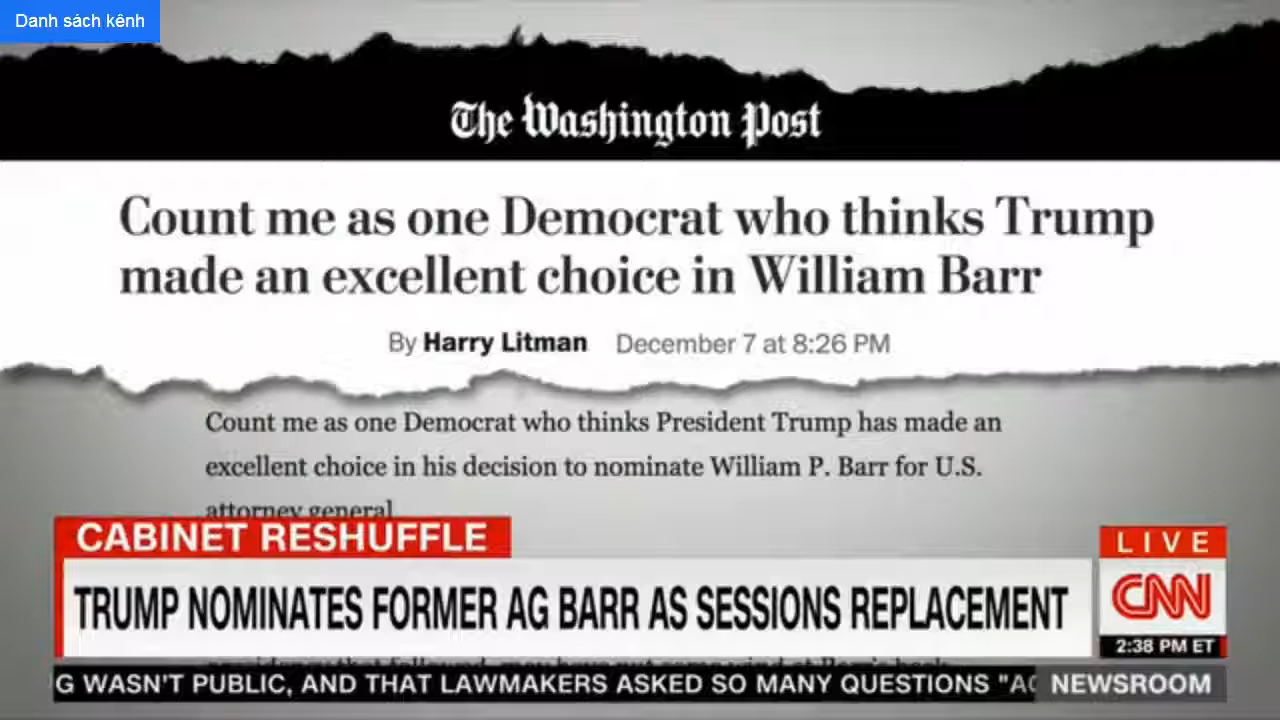 Danh sách kênh
The Washington Post
Count me as one Democrat who thinks Trump
made an excellent choice in William Barr
By Harry Litman December 7 at 8:26 PM
Count me as one Democrat who thinks President Trump has made an
excellent choice in his decision to nominate William P. Barr for U.S.
attorney general
CABINET RESHUFFLE
TRUMP NOMINATES FORMER AG BARR AS SESSIONS REPLACEMENT
LIVE
CNN
2:38 PM ET
G WASN'T PUBLIC, AND THAT LAWMAKERS ASKED SO MANY QUESTIONS "AG
NEWSROOM